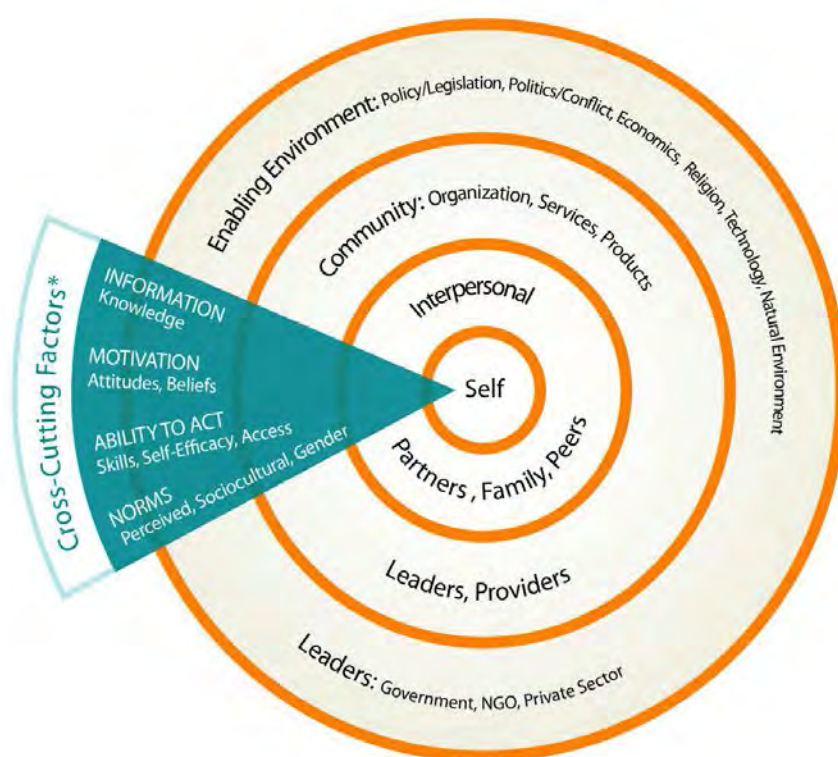 Enabling Environment: Policy/Legislation, Politics/Conflict, Economics, Religion, Technology, Natural Environment
Community: Organization, Services, Products
Interpersonal
Self
Partners , Family, Peers
Leaders, Providers
Leaders: Government, NGO, Private Sector
Cross-Cutting Factors*
INFORMATION
Knowledge
MOTIVATION
Attitudes, Beliefs
ABILITY TO ACT
Skills, Self-Efficacy, Access
NORMS
Perceived, Sociocultural, Gender